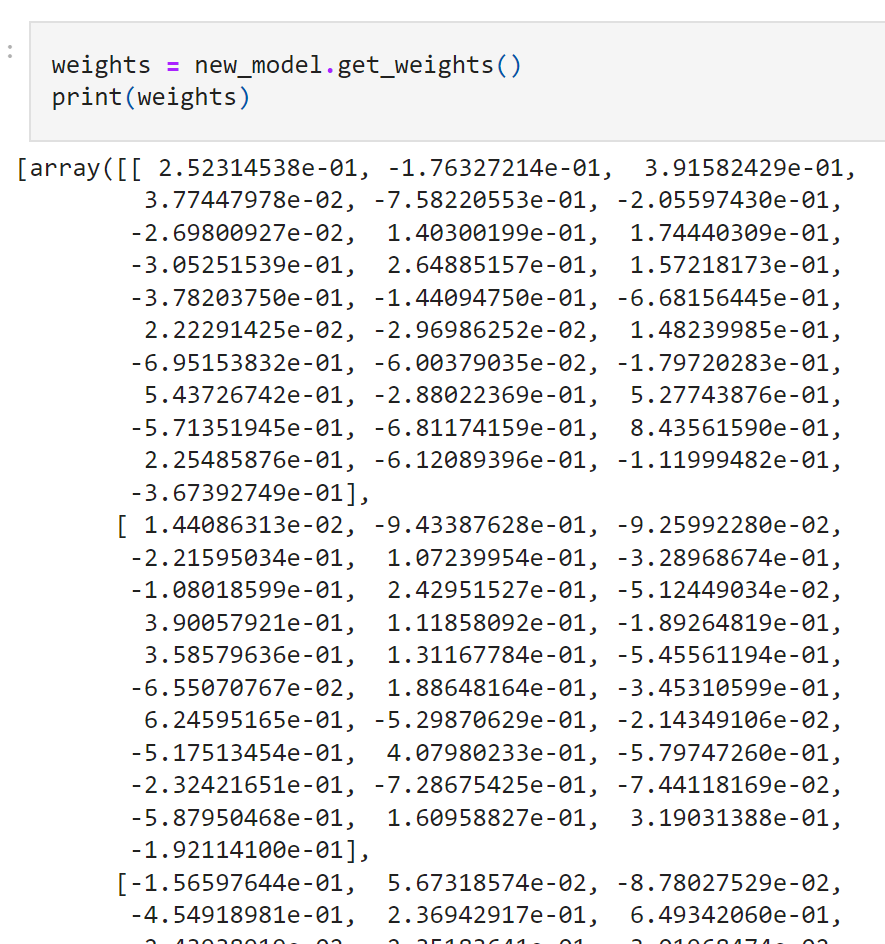 :
weights = new_model.get_weights()
print(weights)
[array([[ 2.52314538e-01, -1.76327214e-01,  3.91582429e-01,
3.77447978e-02, -7.58220553e-01, -2.05597430e-01,
-2.69800927e-02,  1.40300199e-01,  1.74440309e-01,
-3.05251539e-01,  2.64885157e-01,  1.57218173e-01,
-3.78203750e-01, -1.44094750e-01, -6.68156445e-01,
2.22291425e-02, -2.96986252e-02,  1.48239985e-01,
-6.95153832e-01, -6.00379035e-02, -1.79720283e-01,
5.43726742e-01, -2.88022369e-01,  5.27743876e-01,
-5.71351945e-01, -6.81174159e-01,  8.43561590e-01,
2.25485876e-01, -6.12089396e-01, -1.11999482e-01,
-3.67392749e-01],
[ 1.44086313e-02, -9.43387628e-01, -9.25992280e-02,
-2.21595034e-01,  1.07239954e-01, -3.28968674e-01,
-1.08018599e-01,  2.42951527e-01, -5.12449034e-02,
3.90057921e-01,  1.11858092e-01, -1.89264819e-01,
3.58579636e-01,  1.31167784e-01, -5.45561194e-01,
-6.55070767e-02,  1.88648164e-01, -3.45310599e-01,
6.24595165e-01, -5.29870629e-01, -2.14349106e-02,
-5.17513454e-01,  4.07980233e-01, -5.79747260e-01,
-2.32421651e-01, -7.28675425e-01, -7.44118169e-02,
-5.87950468e-01,  1.60958827e-01,  3.19031388e-01,
-1.92114100e-01],
[-1.56597644e-01,  5.67318574e-02, -8.78027529e-02,
-4.54918981e-01,  2.36942917e-01,  6.49342060e-01,